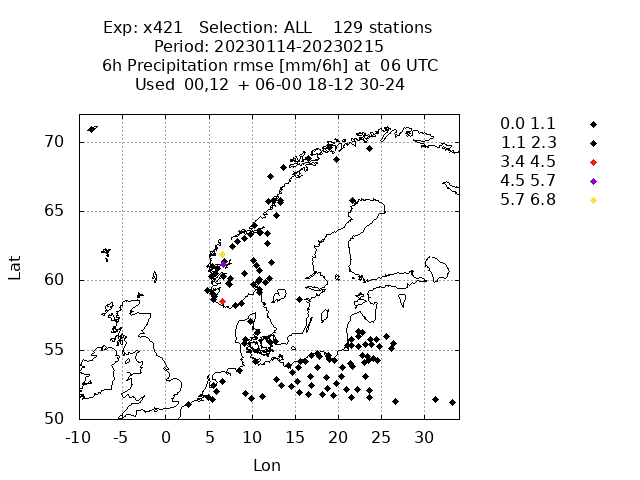 Exp: x421 Selection: ALL 129 stations
Period: 20230114-20230215
6h Precipitation rmse [mm/6h] at 06 UTC
Used 00,12 + 06-00 18-12 30-24
0.0 1.1
1.1 2.3
3.4 4.5
4.5 5.7
5.7 6.8
70
65
60
55
50
Lat
-10 -5 0 5 10 15 20 25 30
Lon